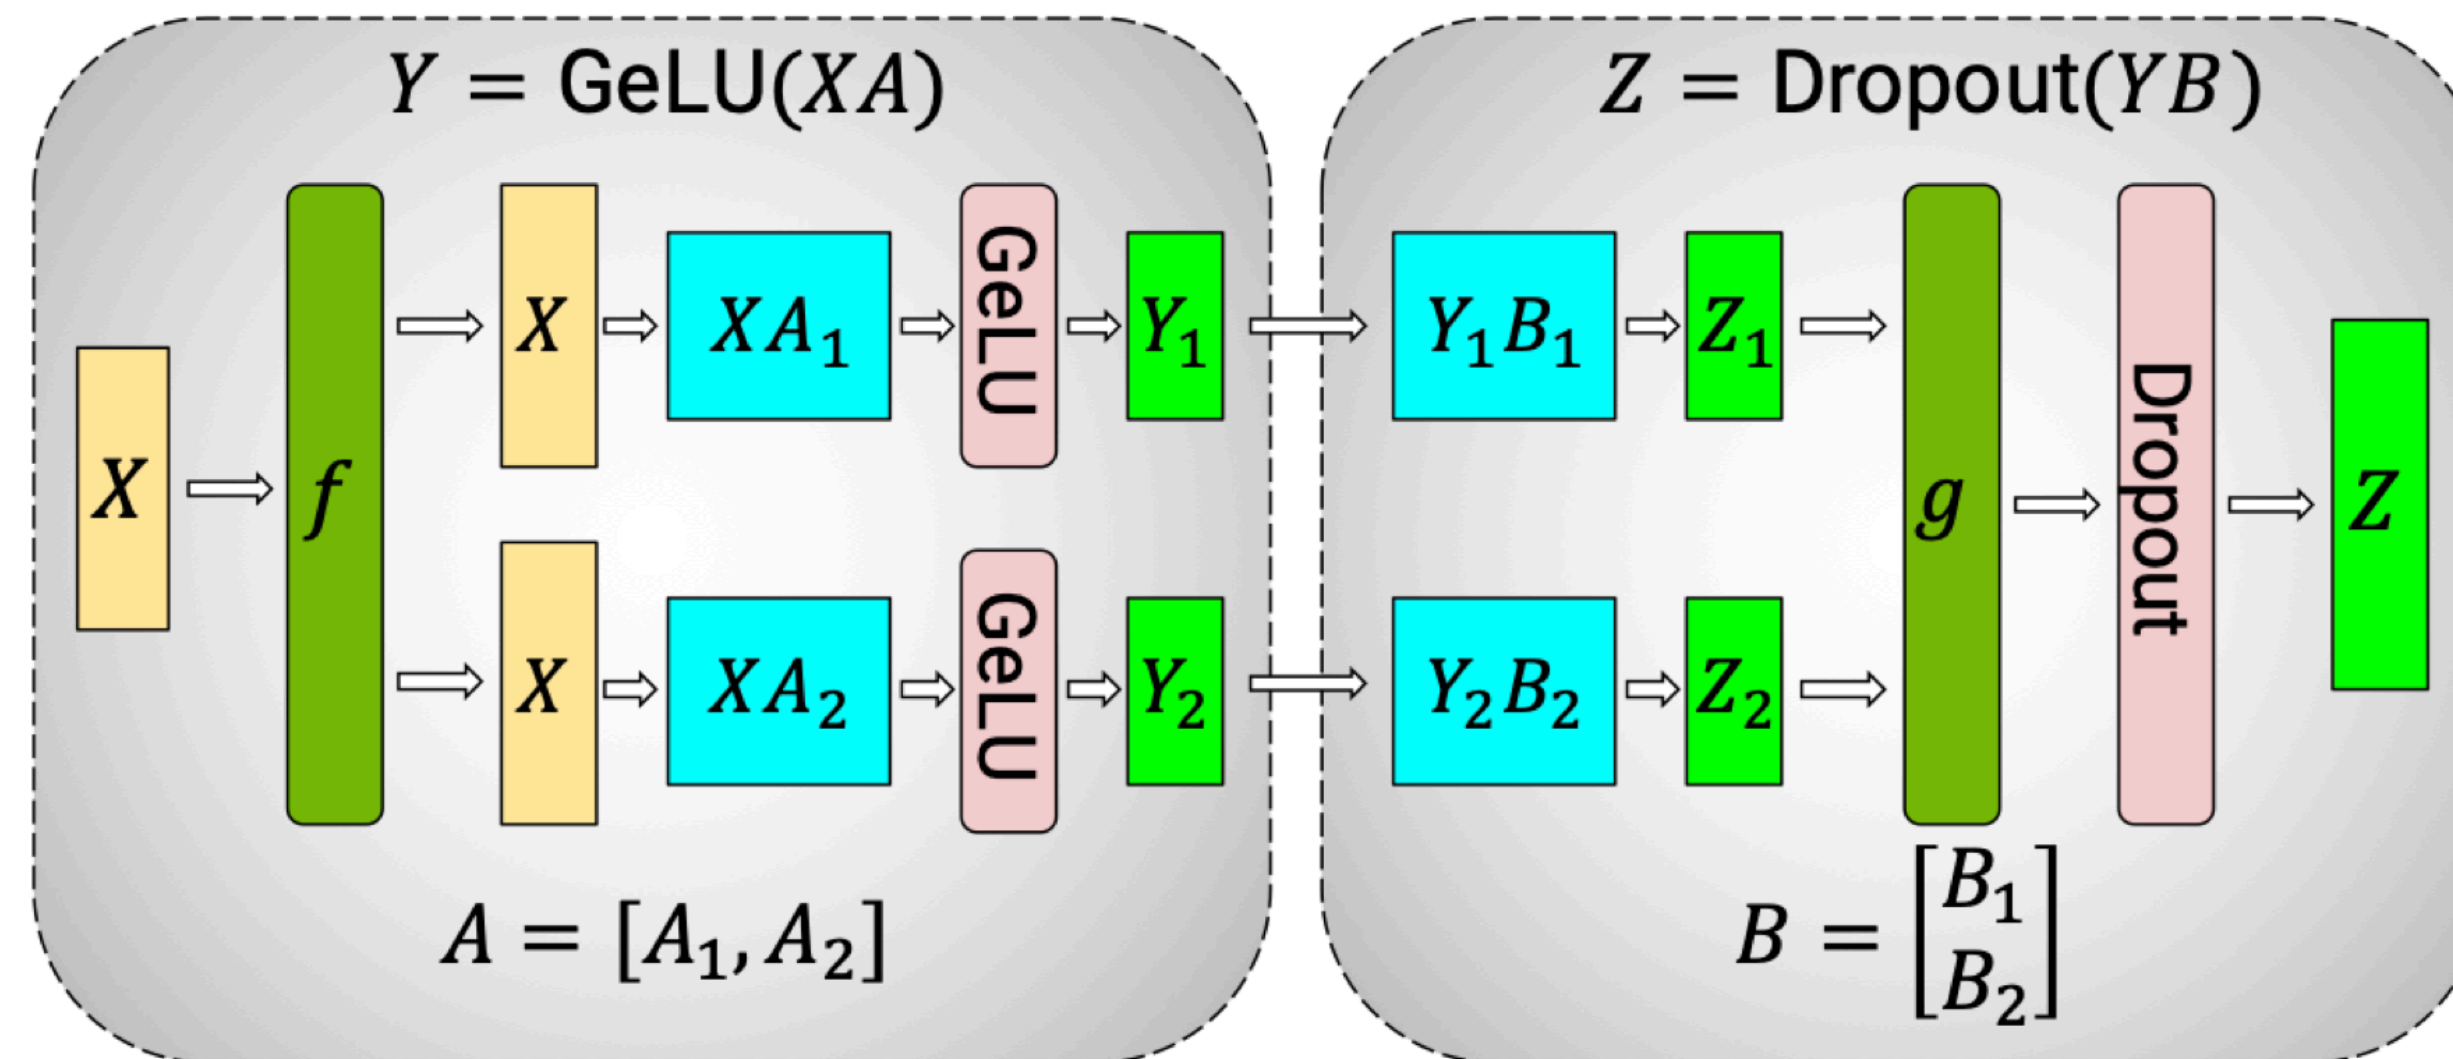 Y = GeLU(XA)
X
f
X
XA₁
GeLU
Y₁
X
XA₂
GeLU
Y₂
A = [A₁, A₂]
Z = Dropout(YB)
Y₁B₁
Z₁
Y₂B₂
Z₂
g
Dropout
Z
B = [B₁
B₂]